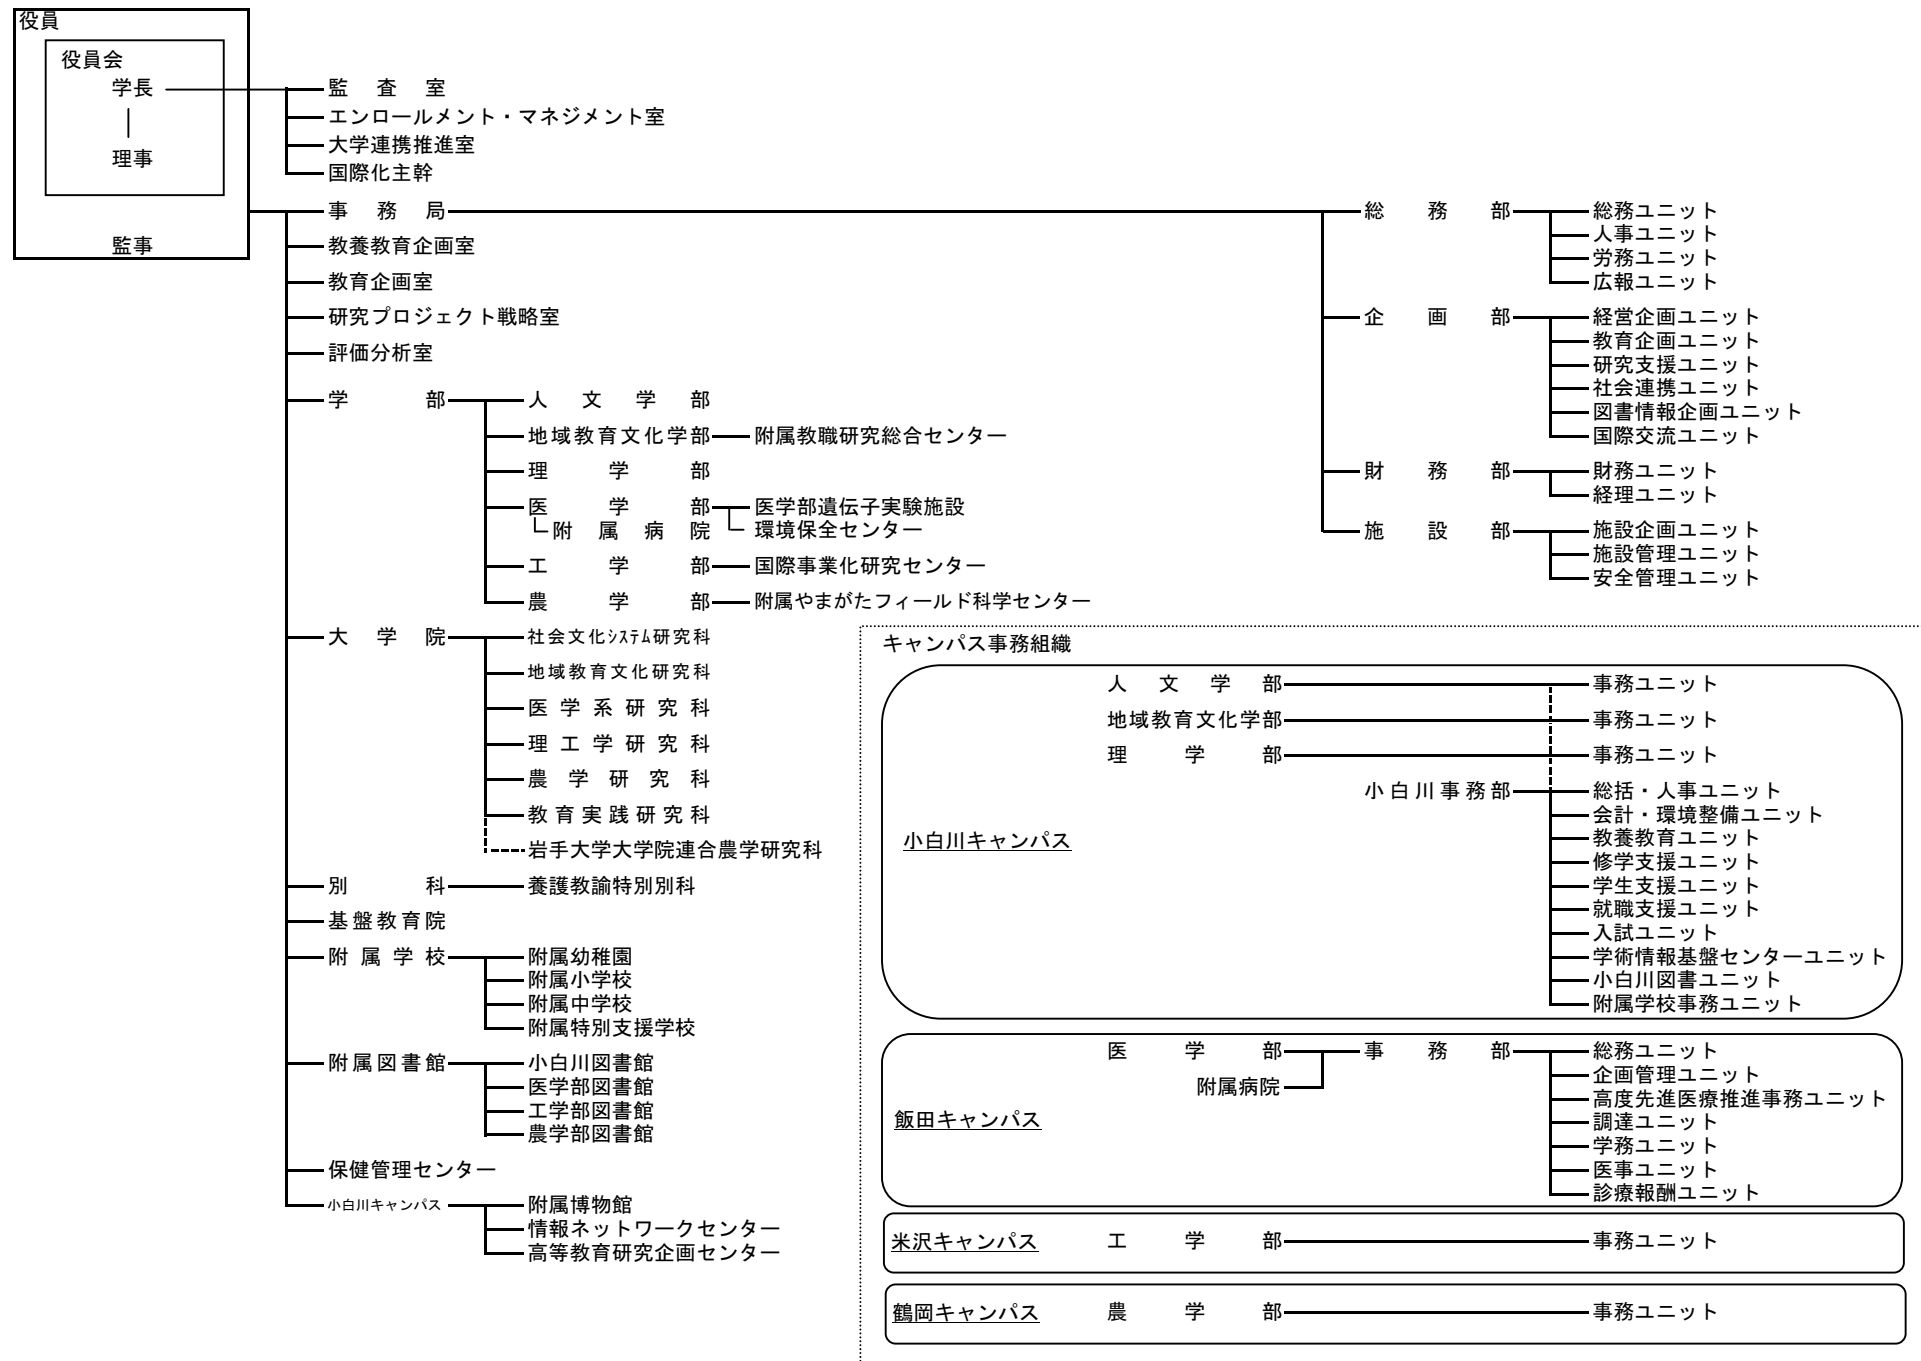 役員
役員会
学長
理事
監事
監査室
エンロールメント・マネジメント室
大学連携推進室
国際化主幹
事務局
教養教育企画室
教育企画室
研究プロジェクト戦略室
評価分析室
学部
人文学部
地域教育文化学部 附属教職研究総合センター
理学部
医学部 医学部遺伝子実験施設
附属病院 環境保全センター
工学部 国際事業化研究センター
農学部 附属やまがたフィールド科学センター
大学院
社会文化システム研究科
地域教育文化研究科
医学系研究科
理工学研究科
農学研究科
教育実践研究科
岩手大学大学院連合農学研究科
別科 養護教諭特別別科
基盤教育院
附属学校
附属幼稚園
附属小学校
附属中学校
附属特別支援学校
附属図書館
小白川図書館
医学部図書館
工学部図書館
農学部図書館
保健管理センター
小白川キャンパス
附属博物館
情報ネットワークセンター
高等教育研究企画センター
総務部
総務ユニット
人事ユニット
労務ユニット
広報ユニット
企画部
経営企画ユニット
教育企画ユニット
研究支援ユニット
社会連携ユニット
図書情報企画ユニット
国際交流ユニット
財務部
財務ユニット
経理ユニット
施設部
施設企画ユニット
施設管理ユニット
安全管理ユニット
キャンパス事務組織
小白川キャンパス
人文学部 事務ユニット
地域教育文化学部 事務ユニット
理学部 事務ユニット
小白川事務部
総括・人事ユニット
会計・環境整備ユニット
教養教育ユニット
修学支援ユニット
学生支援ユニット
就職支援ユニット
入試ユニット
学術情報基盤センターユニット
小白川図書ユニット
附属学校事務ユニット
飯田キャンパス
医学部 事務部
附属病院
総務ユニット
企画管理ユニット
高度先進医療推進事務ユニット
調達ユニット
学務ユニット
医事ユニット
診療報酬ユニット
米沢キャンパス 工学部 事務ユニット
鶴岡キャンパス 農学部 事務ユニット